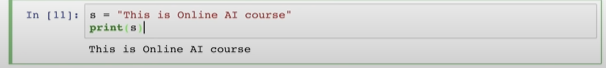 In [11]: s = "This is Online AI course"
print(s)
This is Online AI course